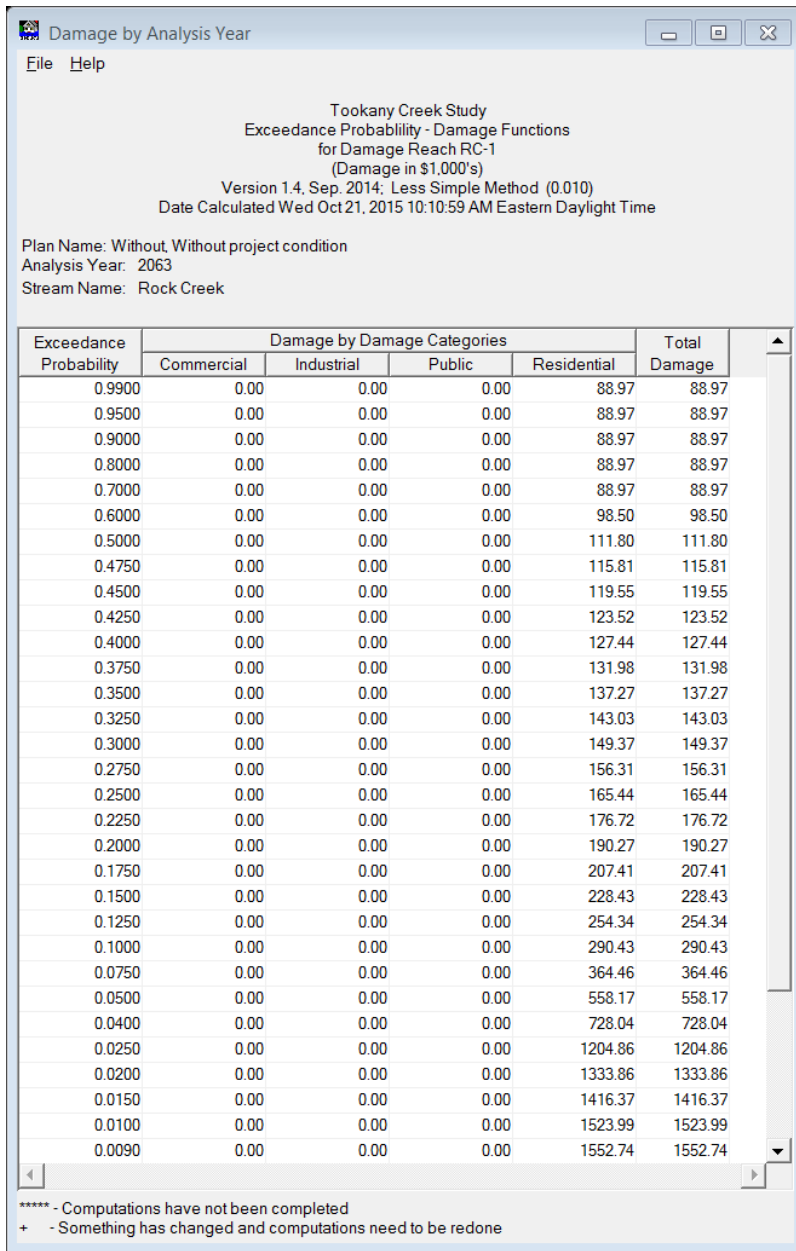 Damage by Analysis Year
File Help
Tookany Creek Study
Exceedance Probablility - Damage Functions
for Damage Reach RC-1
(Damage in $1,000's)
Version 1.4, Sep. 2014; Less Simple Method (0.010)
Date Calculated Wed Oct 21, 2015 10:10:59 AM Eastern Daylight Time
Plan Name: Without, Without project condition
Analysis Year: 2063
Stream Name: Rock Creek
Exceedance Damage by Damage Categories Total
Probability Commercial Industrial Public Residential Damage
0.9900 0.00 0.00 0.00 88.97 88.97
0.9500 0.00 0.00 0.00 88.97 88.97
0.9000 0.00 0.00 0.00 88.97 88.97
0.8000 0.00 0.00 0.00 88.97 88.97
0.7000 0.00 0.00 0.00 88.97 88.97
0.6000 0.00 0.00 0.00 98.50 98.50
0.5000 0.00 0.00 0.00 111.80 111.80
0.4750 0.00 0.00 0.00 115.81 115.81
0.4500 0.00 0.00 0.00 119.55 119.55
0.4250 0.00 0.00 0.00 123.52 123.52
0.4000 0.00 0.00 0.00 127.44 127.44
0.3750 0.00 0.00 0.00 131.98 131.98
0.3500 0.00 0.00 0.00 137.27 137.27
0.3250 0.00 0.00 0.00 143.03 143.03
0.3000 0.00 0.00 0.00 149.37 149.37
0.2750 0.00 0.00 0.00 156.31 156.31
0.2500 0.00 0.00 0.00 165.44 165.44
0.2250 0.00 0.00 0.00 176.72 176.72
0.2000 0.00 0.00 0.00 190.27 190.27
0.1750 0.00 0.00 0.00 207.41 207.41
0.1500 0.00 0.00 0.00 228.43 228.43
0.1250 0.00 0.00 0.00 254.34 254.34
0.1000 0.00 0.00 0.00 290.43 290.43
0.0750 0.00 0.00 0.00 364.46 364.46
0.0500 0.00 0.00 0.00 558.17 558.17
0.0400 0.00 0.00 0.00 728.04 728.04
0.0250 0.00 0.00 0.00 1204.86 1204.86
0.0200 0.00 0.00 0.00 1333.86 1333.86
0.0150 0.00 0.00 0.00 1416.37 1416.37
0.0100 0.00 0.00 0.00 1523.99 1523.99
0.0090 0.00 0.00 0.00 1552.74 1552.74
***** - Computations have not been completed
+ - Something has changed and computations need to be redone